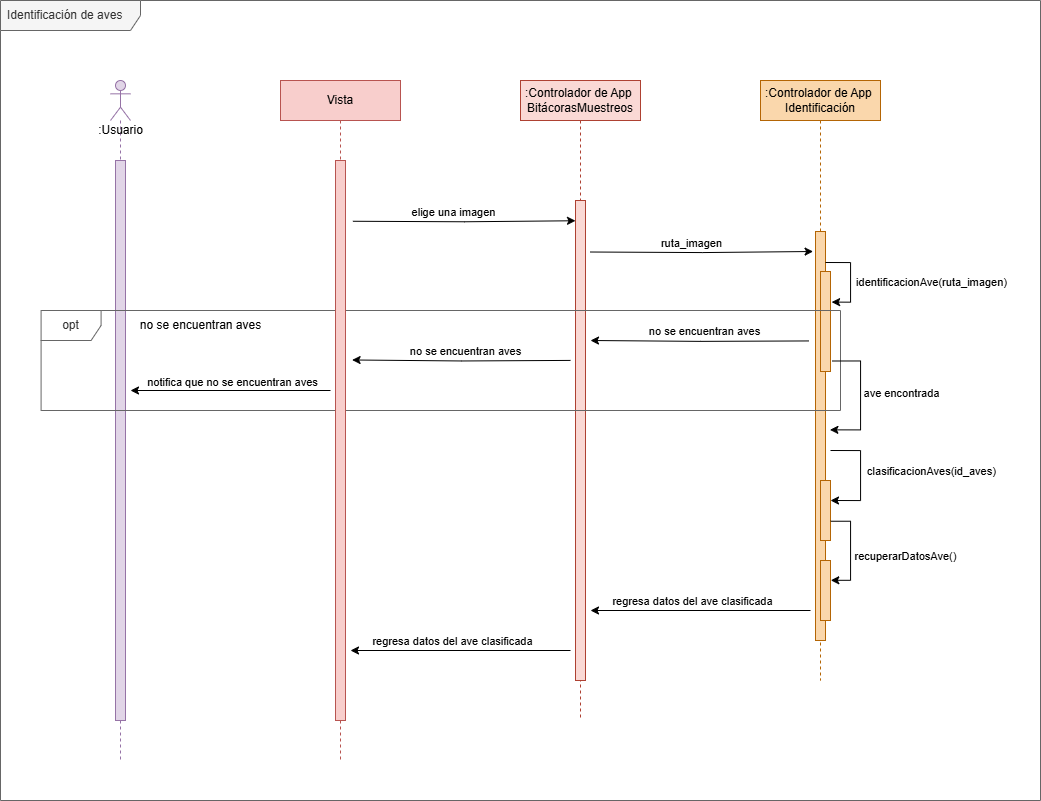 Identificación de aves
:Usuario
Vista
:Controlador de App
BitácorasMuestreos
:Controlador de App
Identificación
elige una imagen
ruta_imagen
identificacionAve(ruta_imagen)
opt
no se encuentran aves
no se encuentran aves
no se encuentran aves
notifica que no se encuentran aves
ave encontrada
clasificacionAves(id_aves)
recuperarDatosAve()
regresa datos del ave clasificada
regresa datos del ave clasificada